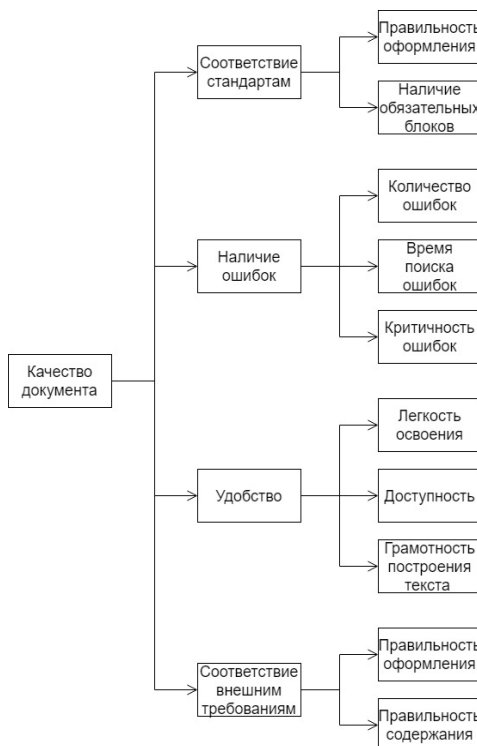 Правильность
оформления
Соответствие
стандартам
Наличие
обязательных
блоков
Количество
ошибок
Наличие
ошибок
Время
поиска
ошибок
Критичность
ошибок
Качество
документа
Легкость
освоения
Удобство
Доступность
Грамотность
построения
текста
Правильность
оформления
Соответствие
внешним
требованиям
Правильность
содержания